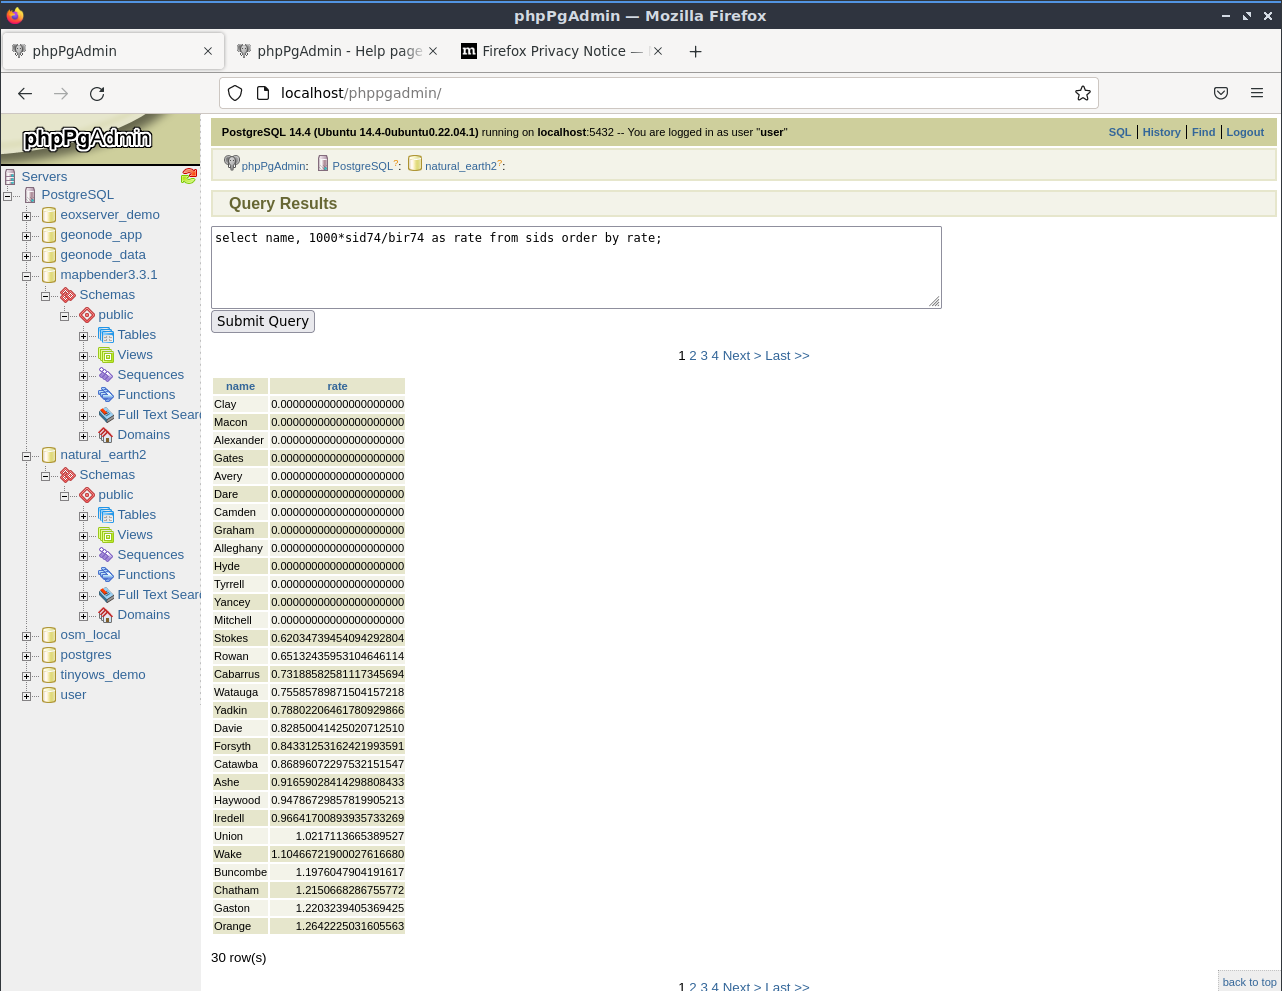 phpPgAdmin — Mozilla Firefox
phpPgAdmin
phpPgAdmin - Help page
Firefox Privacy Notice —
localhost/phppgadmin/
phpPgAdmin
PostgreSQL 14.4 (Ubuntu 14.4-0ubuntu0.22.04.1) running on localhost:5432 -- You are logged in as user "user"
SQL History Find Logout
phpPgAdmin: PostgreSQL?: natural_earth2?:
Servers
PostgreSQL
eoxserver_demo
geonode_app
geonode_data
mapbender3.3.1
Schemas
public
Tables
Views
Sequences
Functions
Full Text Sear
Domains
natural_earth2
Schemas
public
Tables
Views
Sequences
Functions
Full Text Sear
Domains
osm_local
postgres
tinyows_demo
user
Query Results
select name, 1000*sid74/bir74 as rate from sids order by rate;
Submit Query
1 2 3 4 Next > Last >>
name rate
Clay 0.00000000000000000000
Macon 0.00000000000000000000
Alexander 0.00000000000000000000
Gates 0.00000000000000000000
Avery 0.00000000000000000000
Dare 0.00000000000000000000
Camden 0.00000000000000000000
Graham 0.00000000000000000000
Alleghany 0.00000000000000000000
Hyde 0.00000000000000000000
Tyrrell 0.00000000000000000000
Yancey 0.00000000000000000000
Mitchell 0.00000000000000000000
Stokes 0.62034739454094292804
Rowan 0.65132435953104646114
Cabarrus 0.73188582581117345694
Watauga 0.75585789871504157218
Yadkin 0.78802206461780929866
Davie 0.82850041425020712510
Forsyth 0.84331253162421993591
Catawba 0.86896072297532151547
Ashe 0.91659028414298808433
Haywood 0.94786729857819905213
Iredell 0.96641700893935733269
Union 1.0217113665389527
Wake 1.10466721900027616680
Buncombe 1.1976047904191617
Chatham 1.2150668286755772
Gaston 1.2203239405369425
Orange 1.2642225031605563
30 row(s)
1 2 3 4 Next > Last >>
back to top